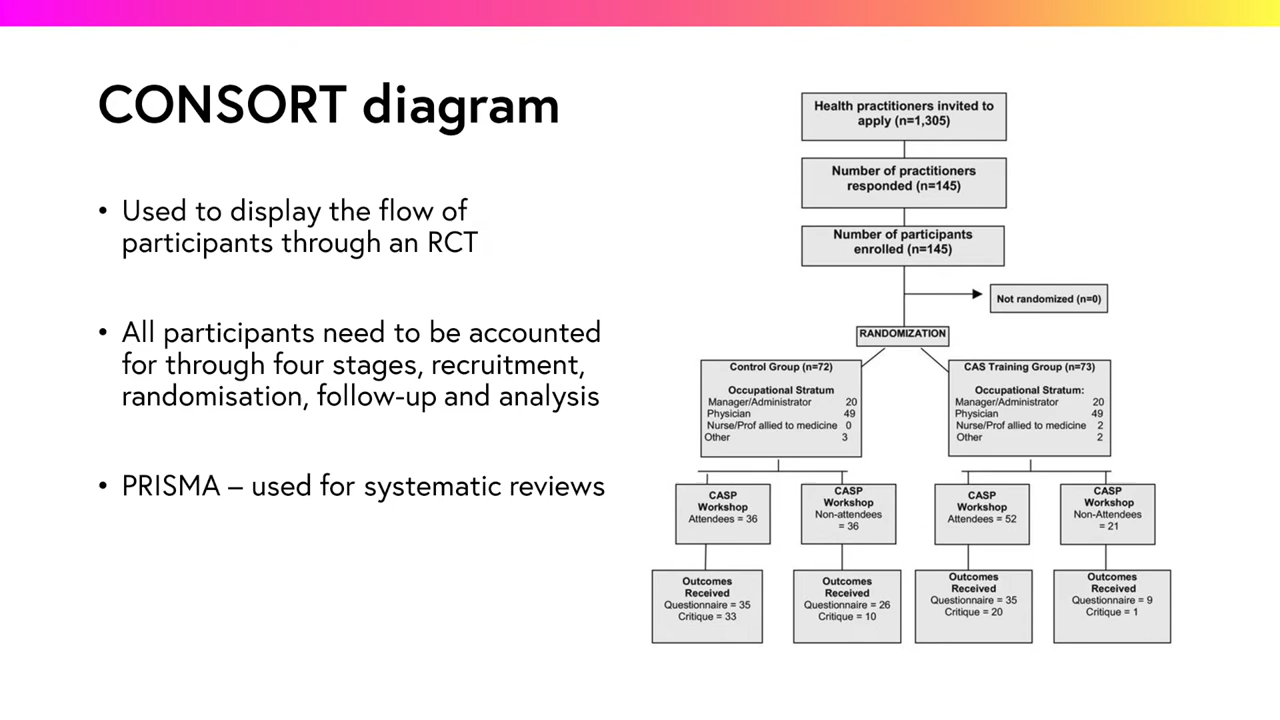 CONSORT diagram
• Used to display the flow of
participants through an RCT
• All participants need to be accounted
for through four stages, recruitment,
randomisation, follow-up and analysis
• PRISMA – used for systematic reviews
Health practitioners invited to
apply (n=1,305)
Number of practitioners
responded (n=145)
Number of participants
enrolled (n=145)
Not randomized (n=0)
RANDOMIZATION
Control Group (n=72)
Occupational Stratum
Manager/Administrator 20
Physician 49
Nurse/Prof allied to medicine 0
Other 3
CAS Training Group (n=73)
Occupational Stratum:
Manager/Administrator 20
Physician 49
Nurse/Prof allied to medicine 2
Other 2
CASP
Workshop
Attendees = 36
CASP
Workshop
Non-attendees
= 36
CASP
Workshop
Attendees = 52
CASP
Workshop
Non-Attendees
= 21
Outcomes
Received
Questionnaire = 35
Critique = 33
Outcomes
Received
Questionnaire = 26
Critique = 10
Outcomes
Received
Questionnaire = 35
Critique = 20
Outcomes
Received
Questionnaire = 9
Critique = 1